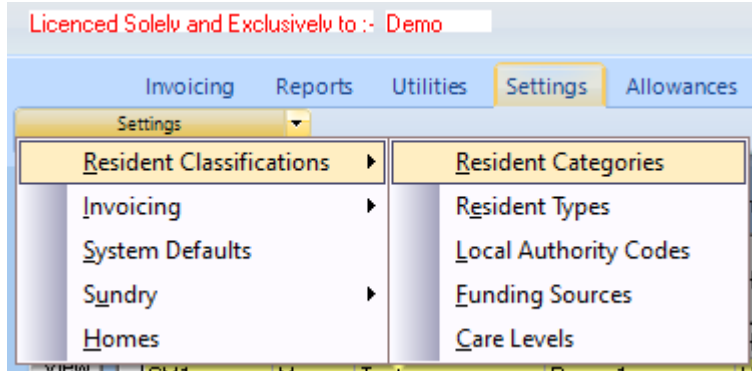 Licenced Solely and Exclusively to :- Demo
Invoicing Reports Utilities Settings Allowances
Settings
Resident Classifications
Invoicing
System Defaults
Sundry
Homes
Resident Categories
Resident Types
Local Authority Codes
Funding Sources
Care Levels